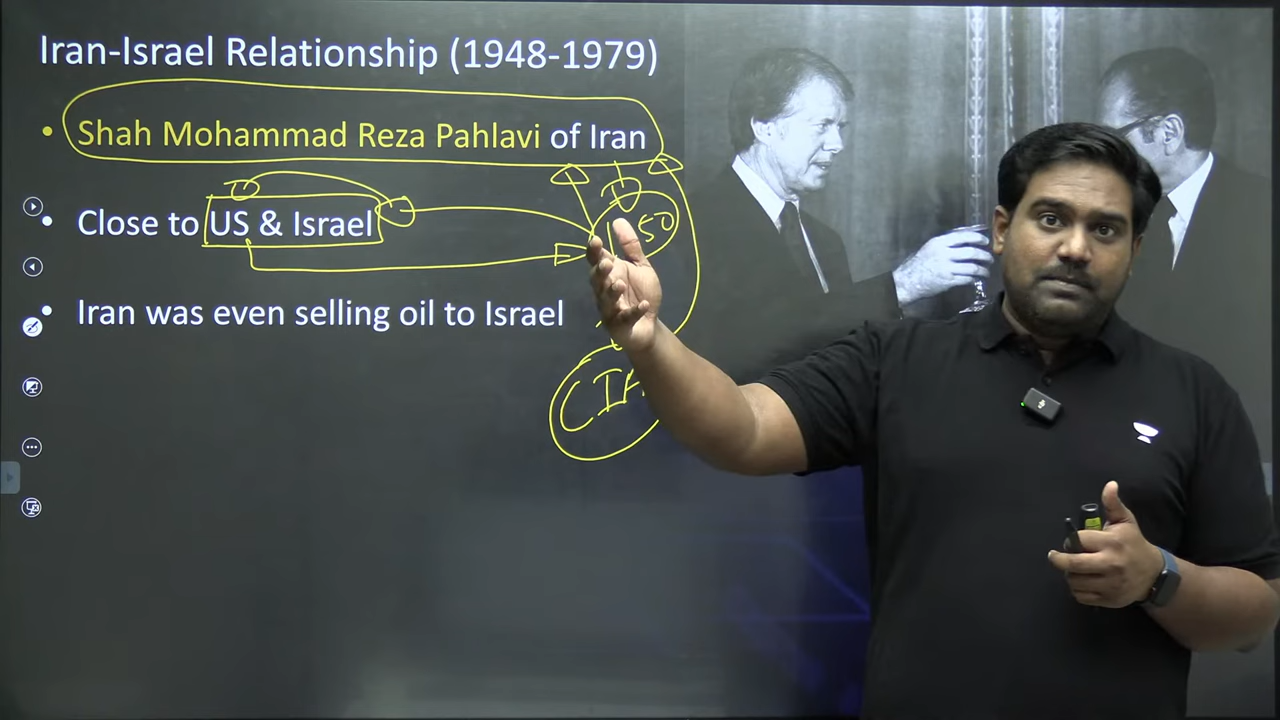 Iran-Israel Relationship (1948-1979)
• Shah Mohammad Reza Pahlavi of Iran
• Close to US & Israel
50
• Iran was even selling oil to Israel
CIA